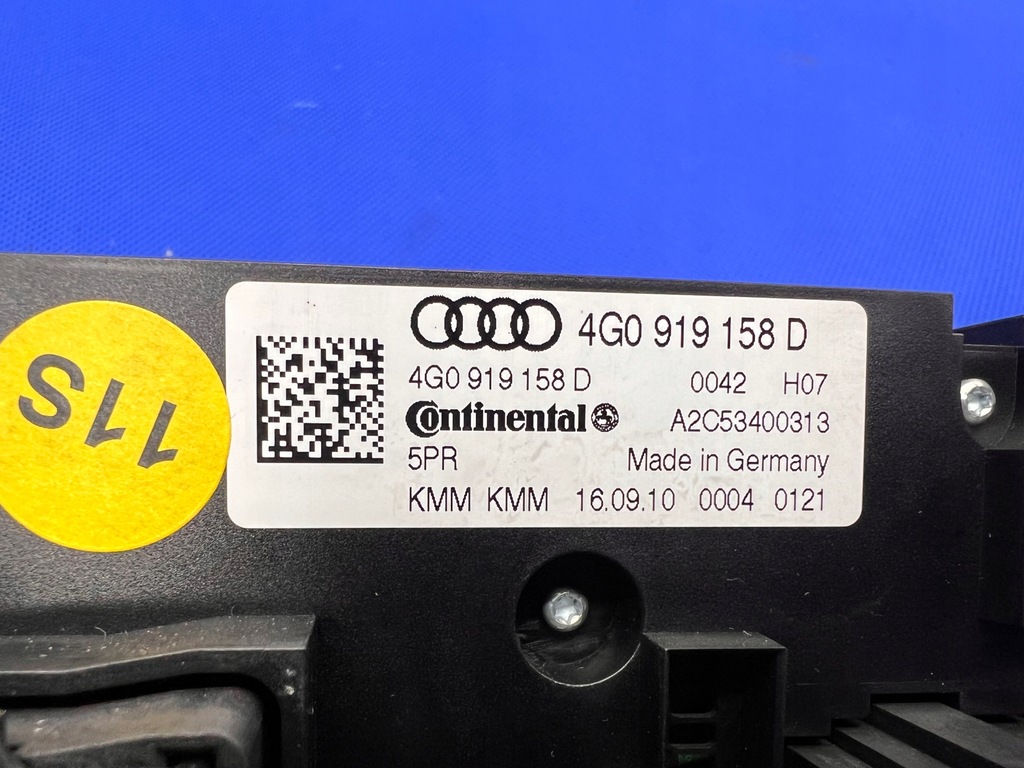 4G0 919 158 D
4G0 919 158 D 0042 H07
Continental A2C53400313
5PR Made in Germany
KMM KMM 16.09.10 0004 0121
11S